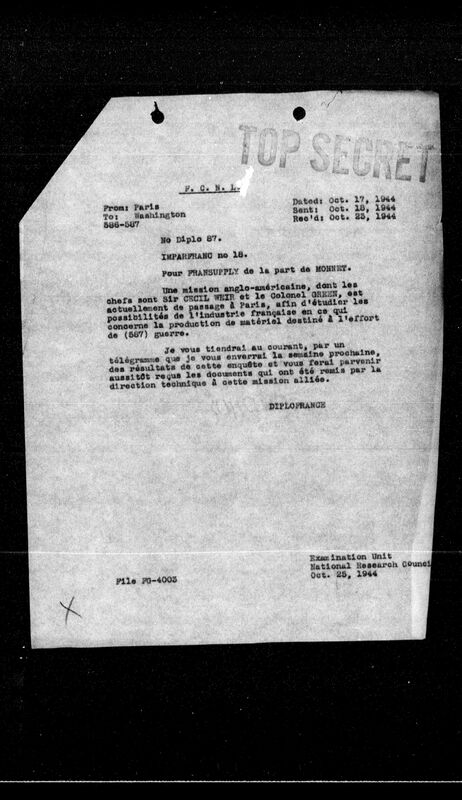 TOP SECRET
F. C. N. L.
From: Paris
To: Washington
586-587
Dated: Oct. 17, 1944
Sent: Oct. 18, 1944
Rec'd: Oct. 23, 1944
No Diplo 87.
IMPARFRANC no 18.
Pour FRANSUPPLY de la part de MONNET.
Une mission anglo-américaine, dont les
chefs sont Sir CECIL WEIR et le Colonel GREEN, est
actuellement de passage à Paris, afin d'étudier les
possibilités de l'industrie française en ce qui
concerne la production de matériel destiné à l'effort
de (587) guerre.
Je vous tiendrai au courant, par un
télégramme que je vous enverrai la semaine prochaine,
des résultats de cette enquête et vous ferai parvenir
aussitôt reçus les documents qui ont été remis par la
direction technique à cette mission alliée.
DIPLOFRANCE
Examination Unit
National Research Counci
Oct. 25, 1944
File FG-4003
X